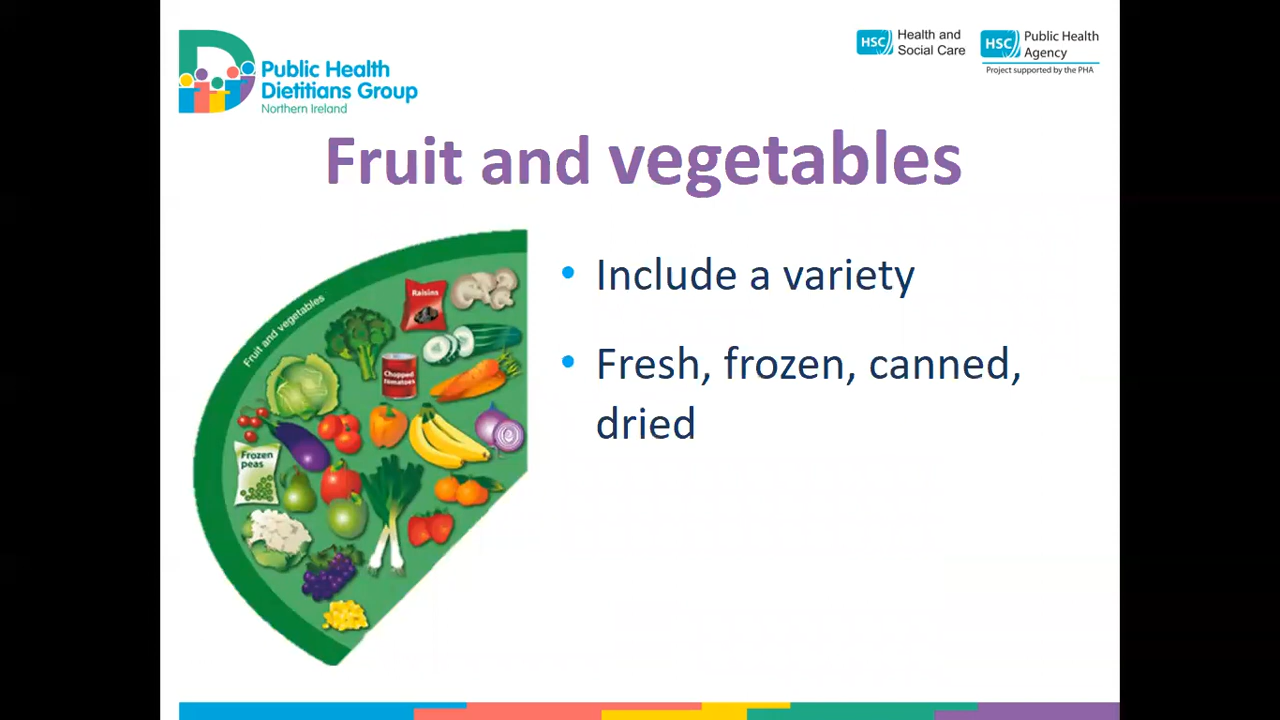 Public Health
Dietitians Group
Northern Ireland
HSC Health and
Social Care
HSC Public Health
Agency
Project supported by the PHA
Fruit and vegetables
Fruit and vegetables
Raisins
Chopped
tomatoes
Frozen
peas
• Include a variety
• Fresh, frozen, canned,
dried